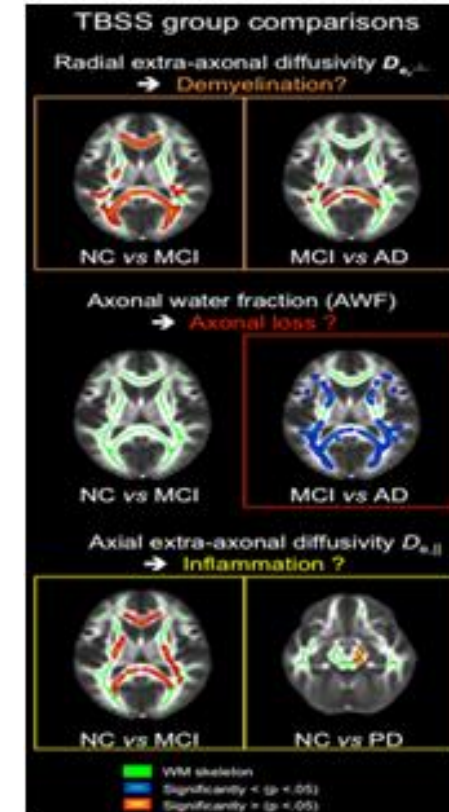 TBSS group comparisons
Radial extra-axonal diffusivity Dₑ,⊥
➔ Demyelination?
NC vs MCI MCI vs AD
Axonal water fraction (AWF)
➔ Axonal loss ?
NC vs MCI MCI vs AD
Axial extra-axonal diffusivity Dₑ,||
➔ Inflammation ?
NC vs MCI NC vs PD
WM skeleton
Significantly < (p <.05)
Significantly > (p <.05)